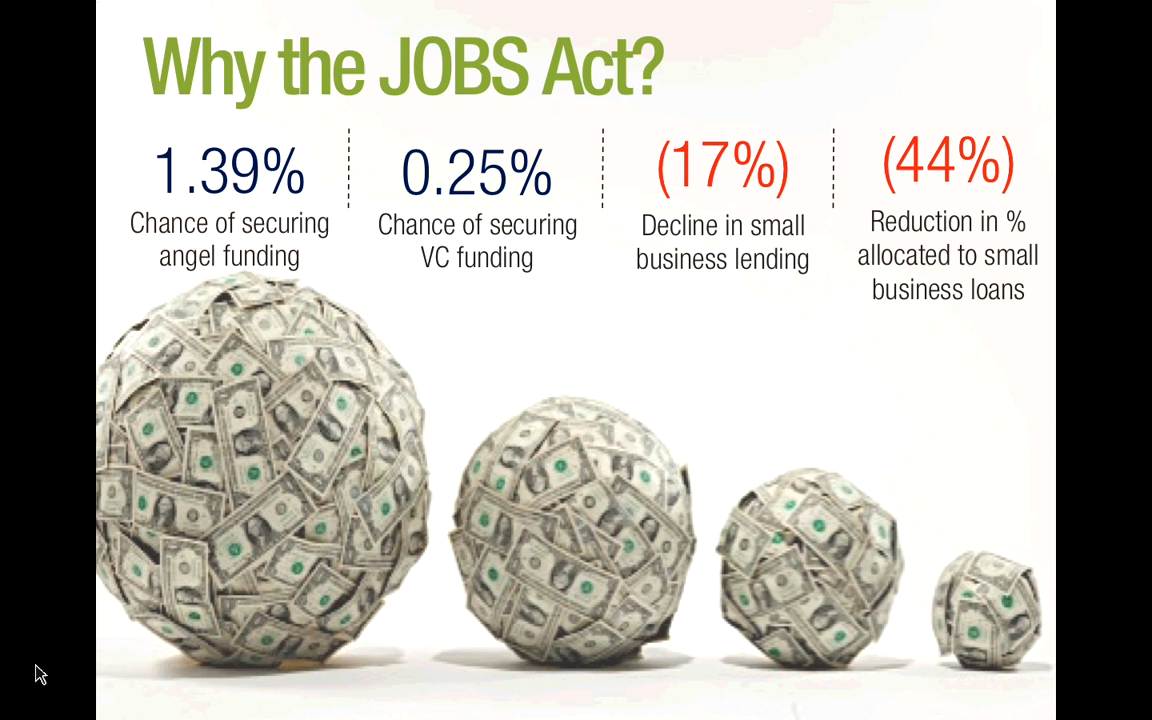 Why the JOBS Act?
1.39%
Chance of securing
angel funding
0.25%
Chance of securing
VC funding
(17%)
Decline in small
business lending
(44%)
Reduction in %
allocated to small
business loans